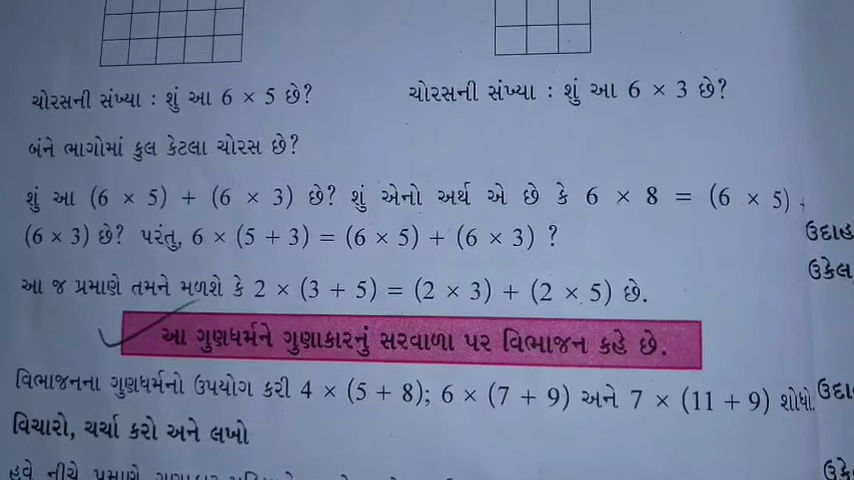 ચોરસની સંખ્યા : શું આ 6 × 5 છે?
ચોરસની સંખ્યા : શું આ 6 × 3 છે?
બંને ભાગોમાં કુલ કેટલા ચોરસ છે?
શું આ (6 × 5) + (6 × 3) છે? શું એનો અર્થ એ છે કે 6 × 8 = (6 × 5) +
(6 × 3) છે? પરંતુ, 6 × (5 + 3) = (6 × 5) + (6 × 3) ?
આ જ પ્રમાણે તમને મળશે કે 2 × (3 + 5) = (2 × 3) + (2 × 5) છે.
આ ગુણધર્મને ગુણાકારનું સરવાળા પર વિભાજન કહે છે.
વિભાજનના ગુણધર્મનો ઉપયોગ કરી 4 × (5 + 8); 6 × (7 + 9) અને 7 × (11 + 9) શોધો.
વિચારો, ચર્ચા કરો અને લખો
હવે નીચે પ્રમાણે
ઉદાહ
ઉકેલ
ઉદા
ઉકે